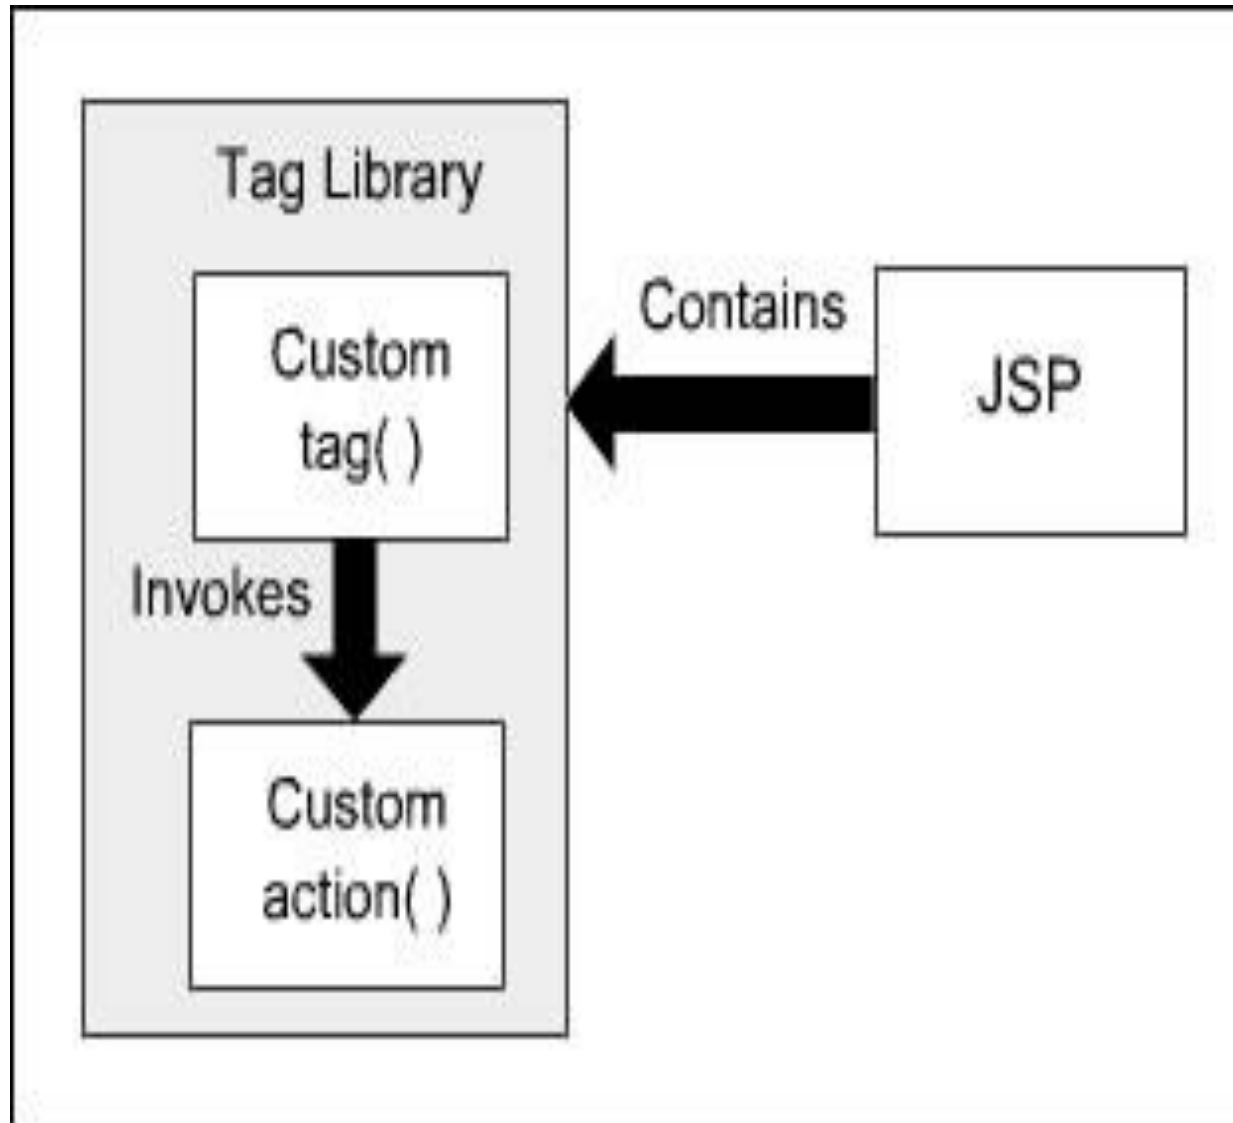 Tag Library
Custom
tag( )
Invokes
Custom
action( )
Contains
JSP